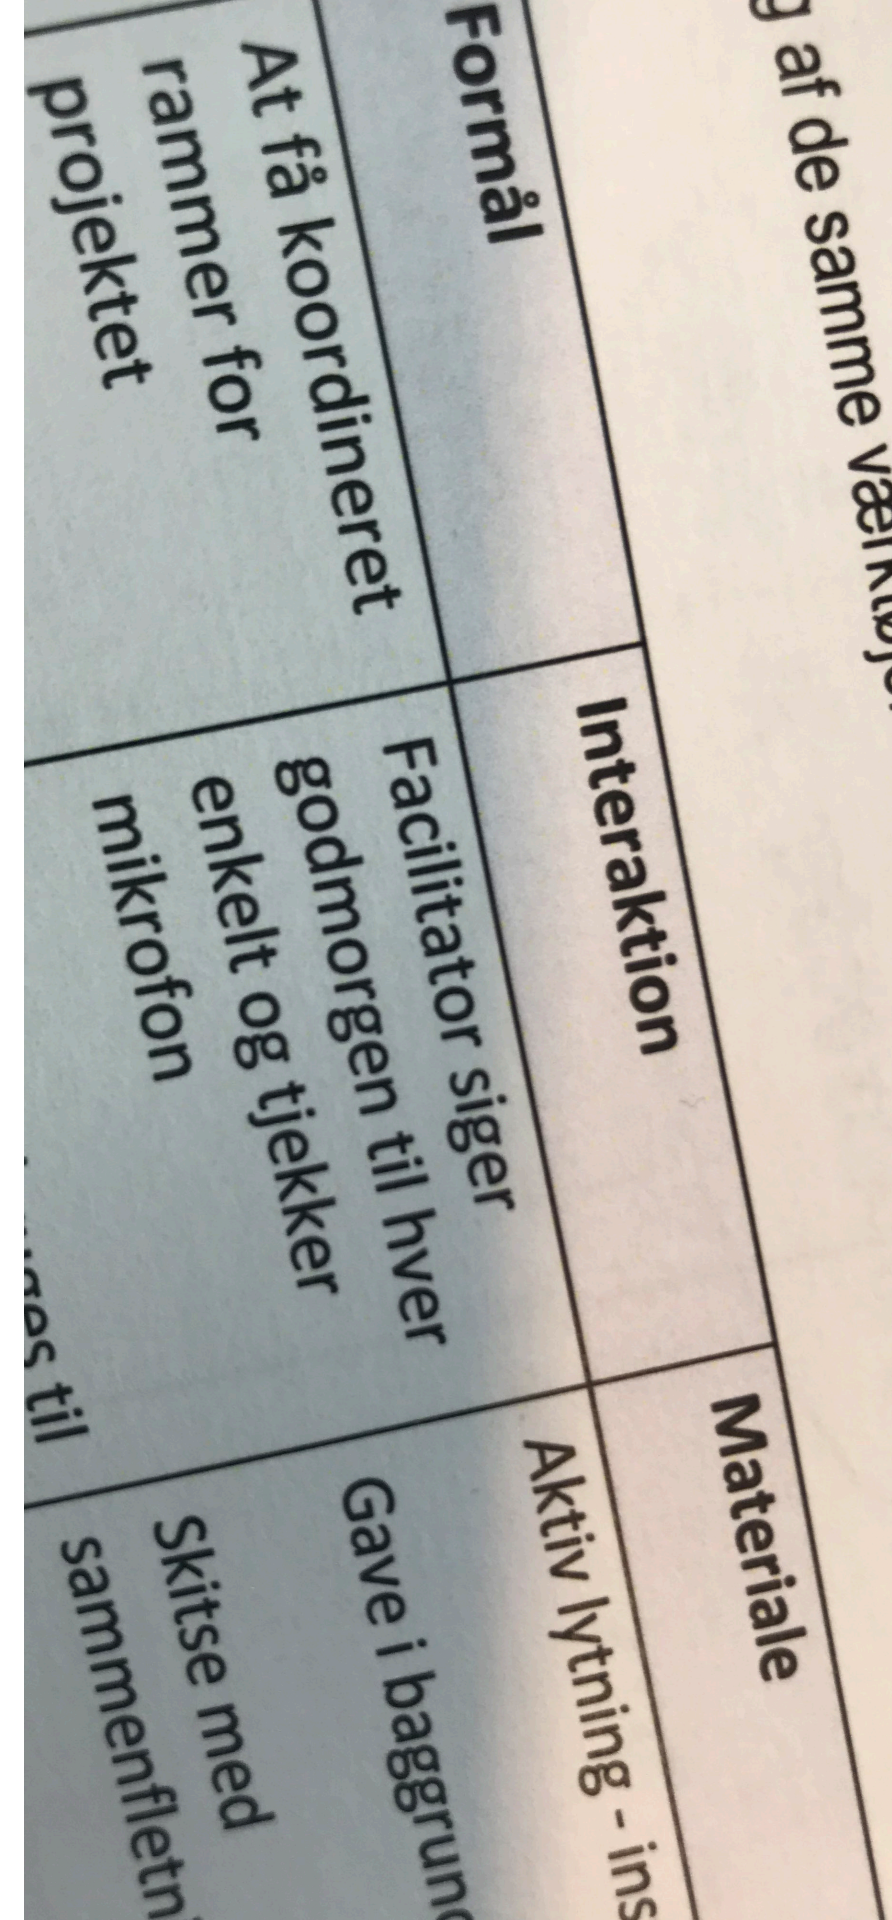 af de samme
Formål
Interaktion
Materiale
At få koordineret
rammer for
projektet
Facilitator siger
godmorgen til hver
enkelt og tjekker
mikrofon
til
Aktiv lytning -
Gave i
Skitse med